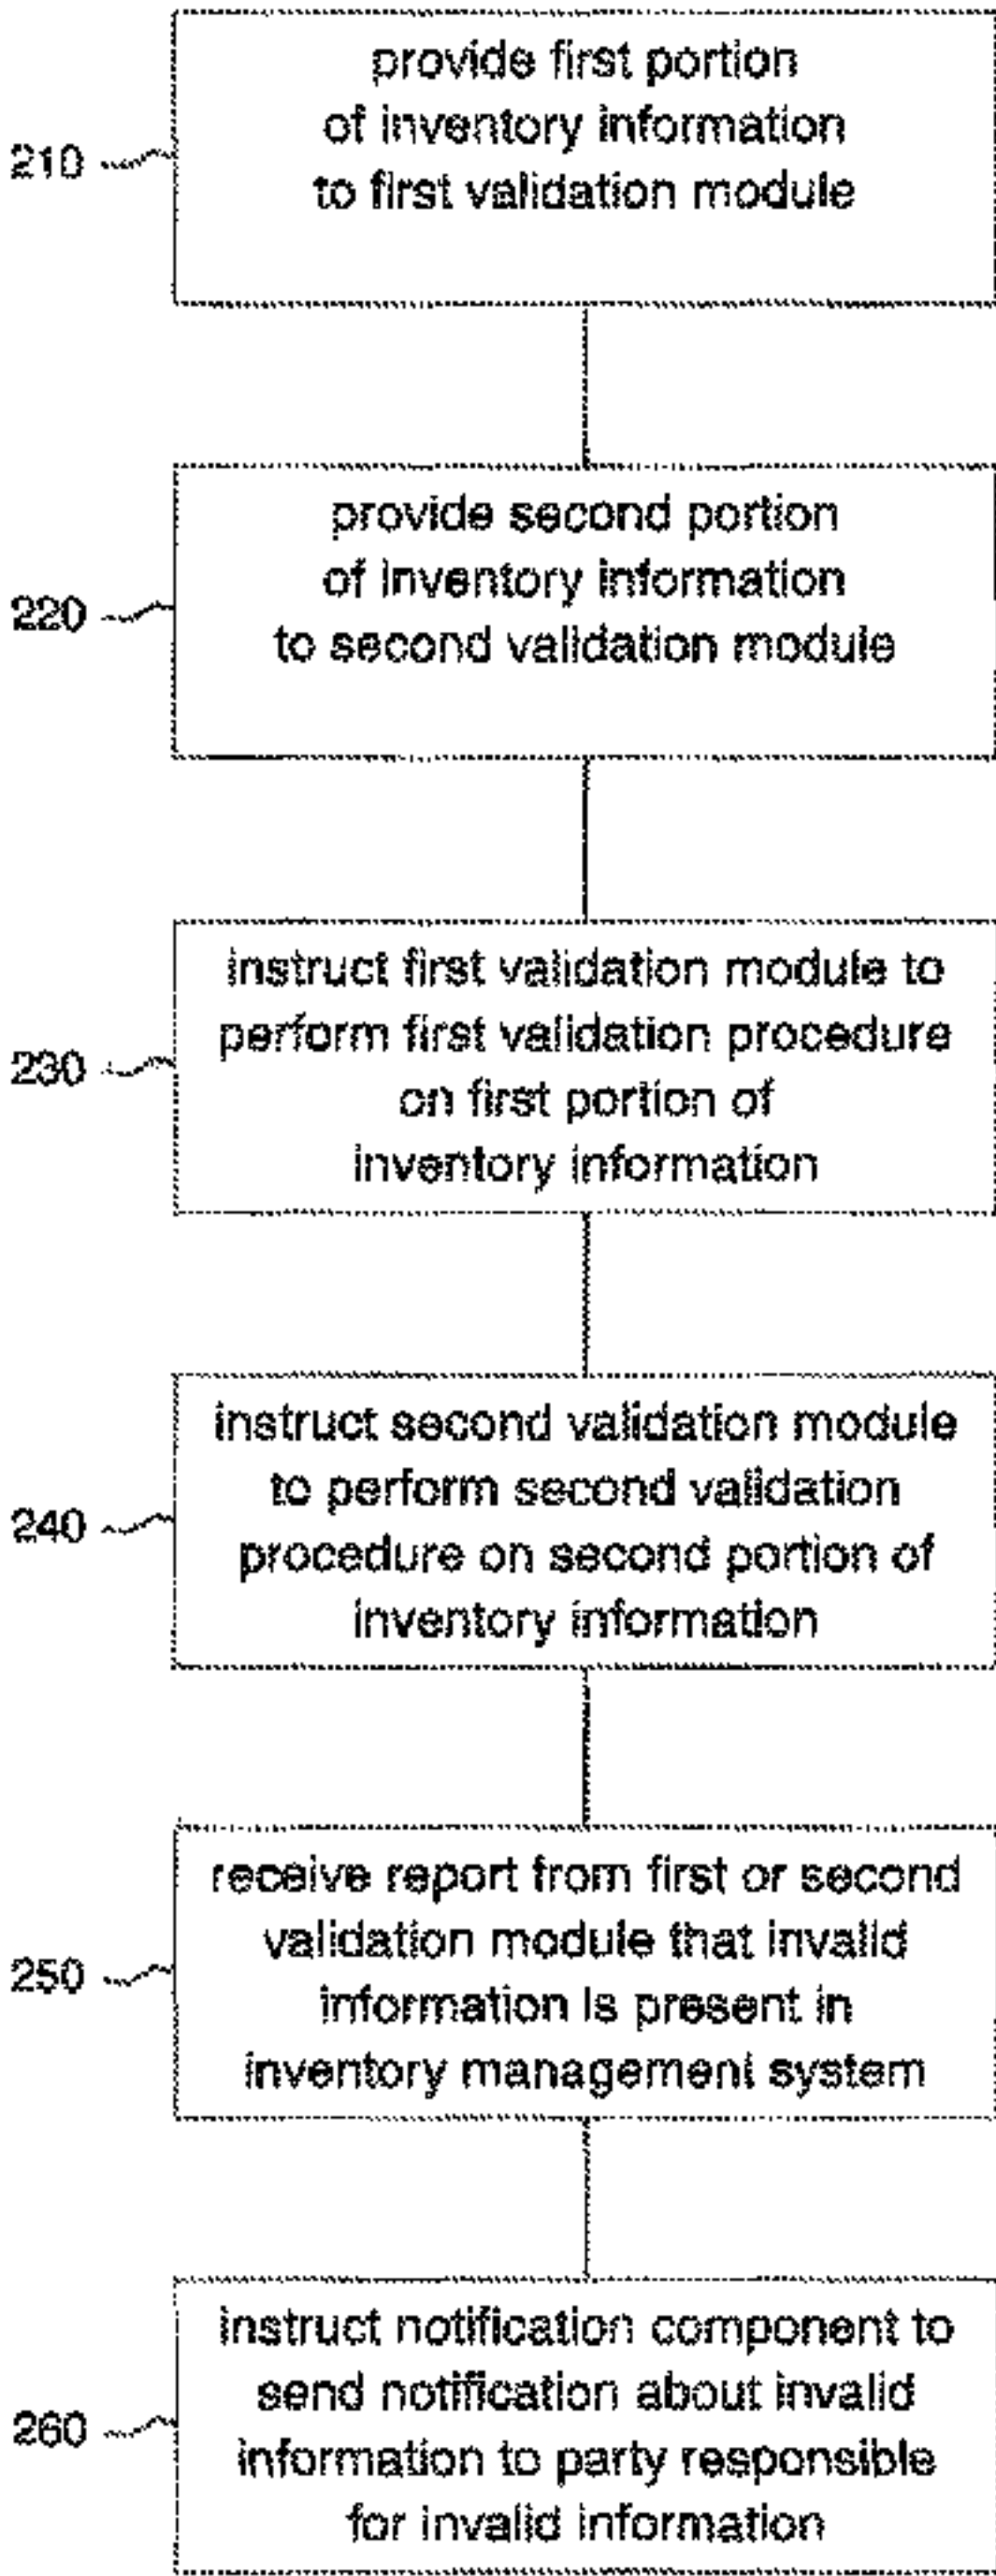 provide first portion
of inventory information
210
to first validation module
provide second portion
of inventory information
220
to second validation module
instruct first validation module to
perform first validation procedure
230
on first portion of
inventory information
instruct second validation module
to perform second validation
240
procedure on second portion of
inventory information
receive report from first or second
validation module that invalid
250
information is present in
inventory management system
instruct notification component to
send notification about invalid
260
information to party responsible
for invalid information